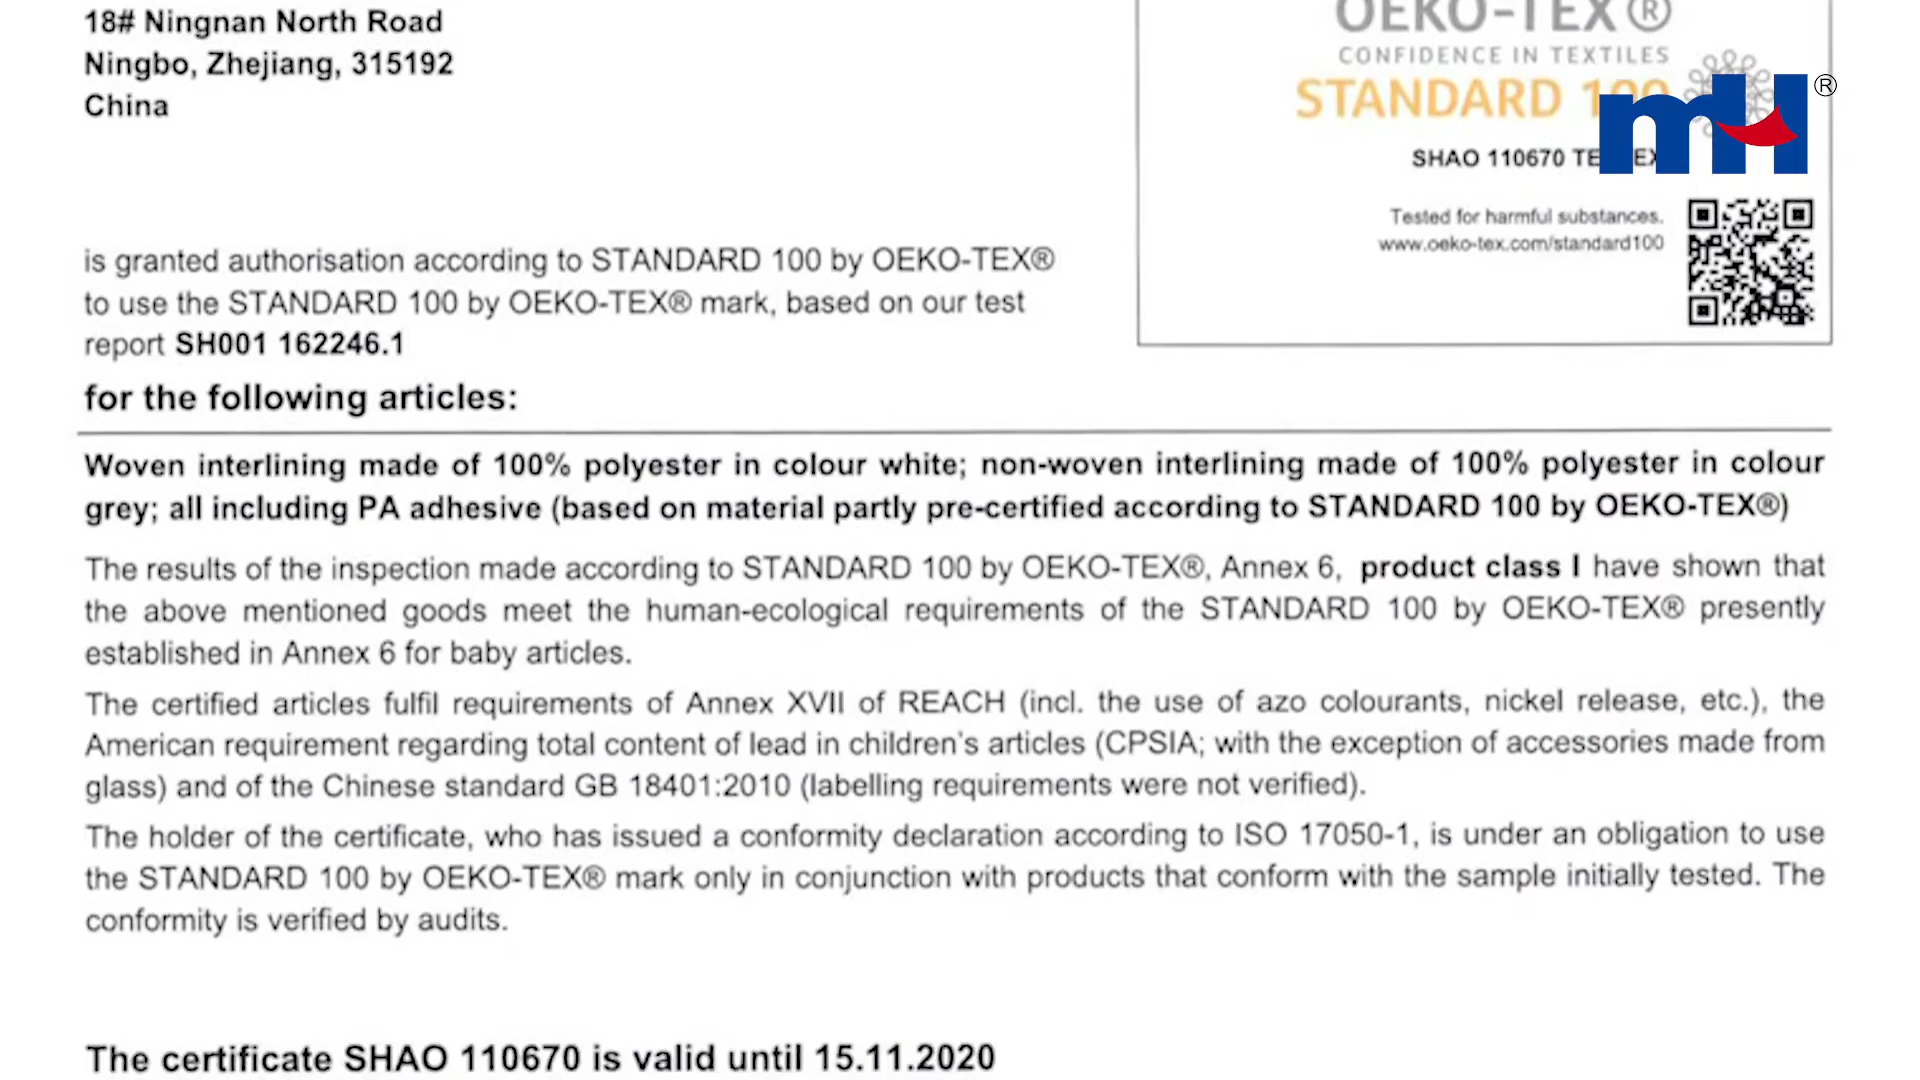 18# Ningnan North Road
Ningbo, Zhejiang, 315192
China
OEKO-TEX®
CONFIDENCE IN TEXTILES
STANDARD 100
mH®
SHAO 110670
Tested for harmful substances.
www.oeko-tex.com/standard100
is granted authorisation according to STANDARD 100 by OEKO-TEX®
to use the STANDARD 100 by OEKO-TEX® mark, based on our test
report SH001 162246.1
for the following articles:
Woven interlining made of 100% polyester in colour white; non-woven interlining made of 100% polyester in colour
grey; all including PA adhesive (based on material partly pre-certified according to STANDARD 100 by OEKO-TEX®)
The results of the inspection made according to STANDARD 100 by OEKO-TEX®, Annex 6, product class I have shown that
the above mentioned goods meet the human-ecological requirements of the STANDARD 100 by OEKO-TEX® presently
established in Annex 6 for baby articles.
The certified articles fulfil requirements of Annex XVII of REACH (incl. the use of azo colourants, nickel release, etc.), the
American requirement regarding total content of lead in children's articles (CPSIA; with the exception of accessories made from
glass) and of the Chinese standard GB 18401:2010 (labelling requirements were not verified).
The holder of the certificate, who has issued a conformity declaration according to ISO 17050-1, is under an obligation to use
the STANDARD 100 by OEKO-TEX® mark only in conjunction with products that conform with the sample initially tested. The
conformity is verified by audits.
The certificate SHAO 110670 is valid until 15.11.2020